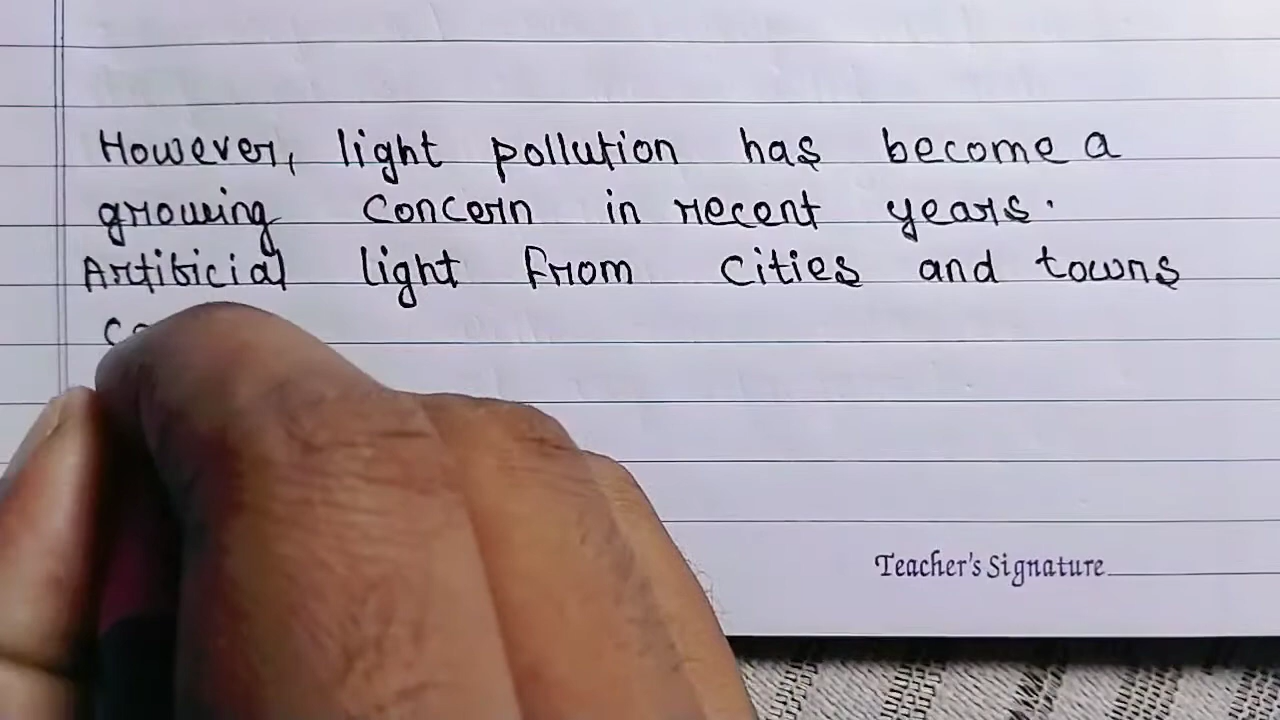 However, light pollution has become a
growing concern in recent years.
Artificial light from cities and towns
Teacher's Signature